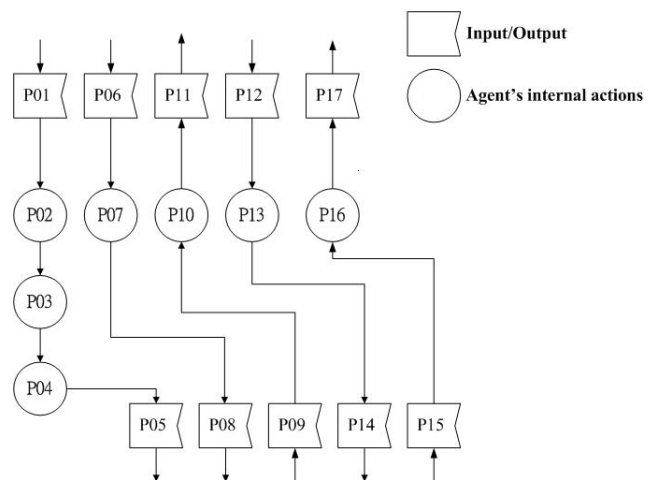 Input/Output
P01 P06 P11 P12 P17
Agent's internal actions
P02 P07 P10 P13 P16
P03
P04
P05 P08 P09 P14 P15